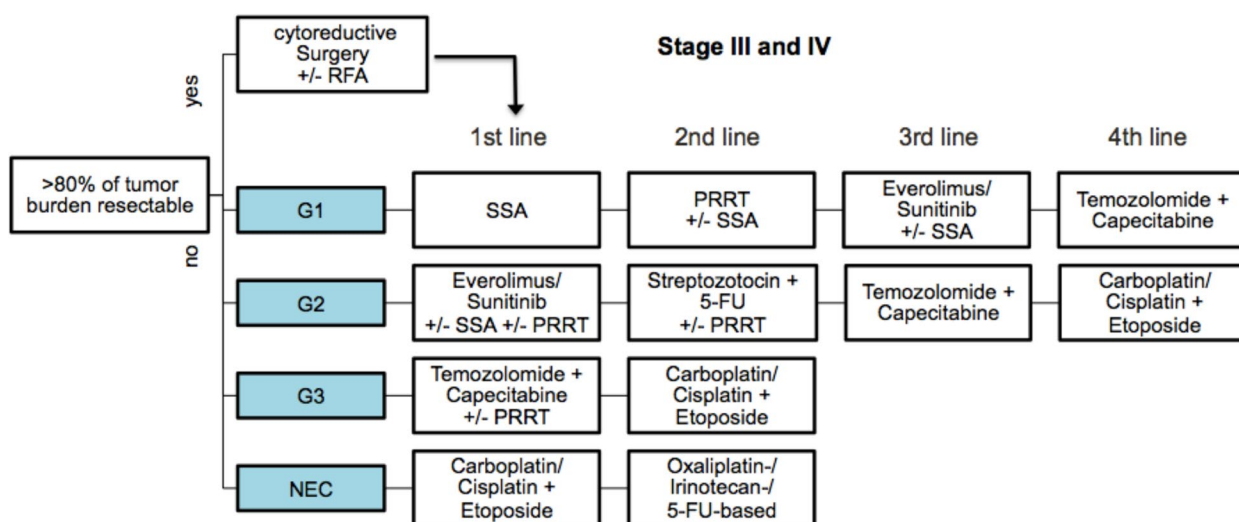 cytoreductive
Surgery
+/- RFA
Stage III and IV
yes
1st line
2nd line
3rd line
4th line
>80% of tumor
burden resectable
no
G1
SSA
PRRT
+/- SSA
Everolimus/
Sunitinib
+/- SSA
Temozolomide +
Capecitabine
G2
Everolimus/
Sunitinib
+/- SSA +/- PRRT
Streptozotocin +
5-FU
+/- PRRT
Temozolomide +
Capecitabine
Carboplatin/
Cisplatin +
Etoposide
G3
Temozolomide +
Capecitabine
+/- PRRT
Carboplatin/
Cisplatin +
Etoposide
NEC
Carboplatin/
Cisplatin +
Etoposide
Oxaliplatin-/
Irinotecan-/
5-FU-based